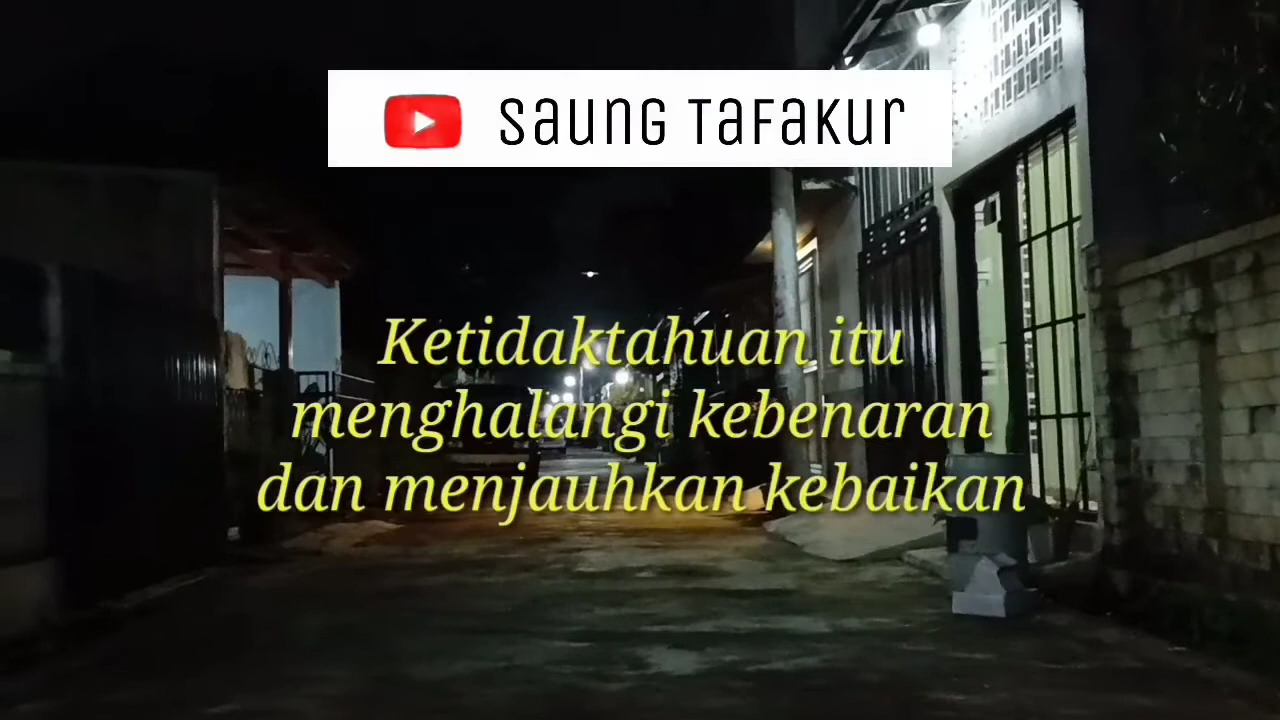 Saung Tafakur
Ketidaktahuan itu
menghalangi kebenaran
dan menjauhkan kebaikan